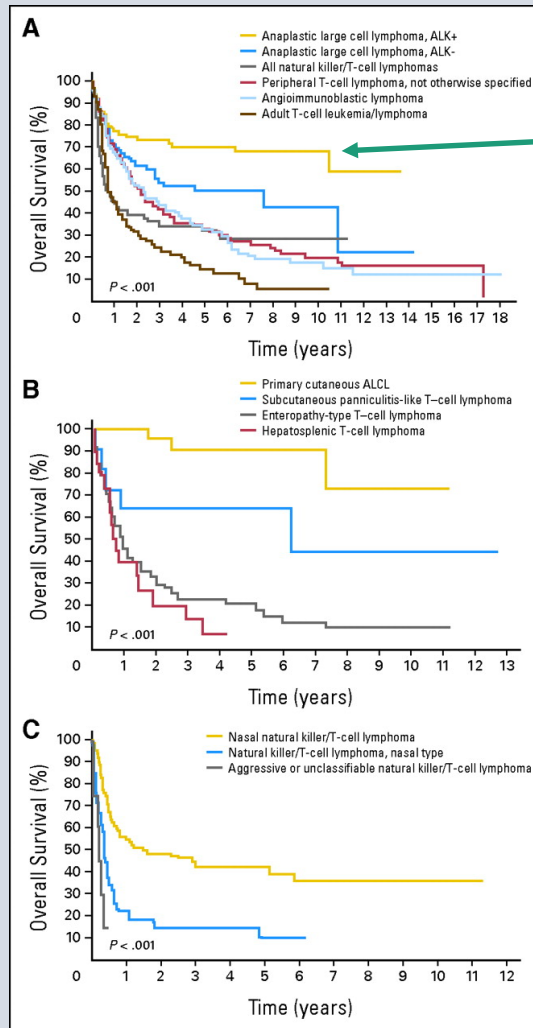 A
Anaplastic large cell lymphoma, ALK+
Anaplastic large cell lymphoma, ALK-
All natural killer/T-cell lymphomas
Peripheral T-cell lymphoma, not otherwise specified
Angioimmunoblastic lymphoma
Adult T-cell leukemia/lymphoma
Overall Survival (%)
100
90
80
70
60
50
40
30
20
10
P < .001
0 1 2 3 4 5 6 7 8 9 10 11 12 13 14 15 16 17 18
Time (years)
B
Primary cutaneous ALCL
Subcutaneous panniculitis-like T–cell lymphoma
Enteropathy-type T–cell lymphoma
Hepatosplenic T-cell lymphoma
Overall Survival (%)
100
90
80
70
60
50
40
30
20
10
P < .001
0 1 2 3 4 5 6 7 8 9 10 11 12 13
Time (years)
C
Nasal natural killer/T-cell lymphoma
Natural killer/T-cell lymphoma, nasal type
Aggressive or unclassifiable natural killer/T-cell lymphoma
Overall Survival (%)
100
90
80
70
60
50
40
30
20
10
P < .001
0 1 2 3 4 5 6 7 8 9 10 11 12
Time (years)